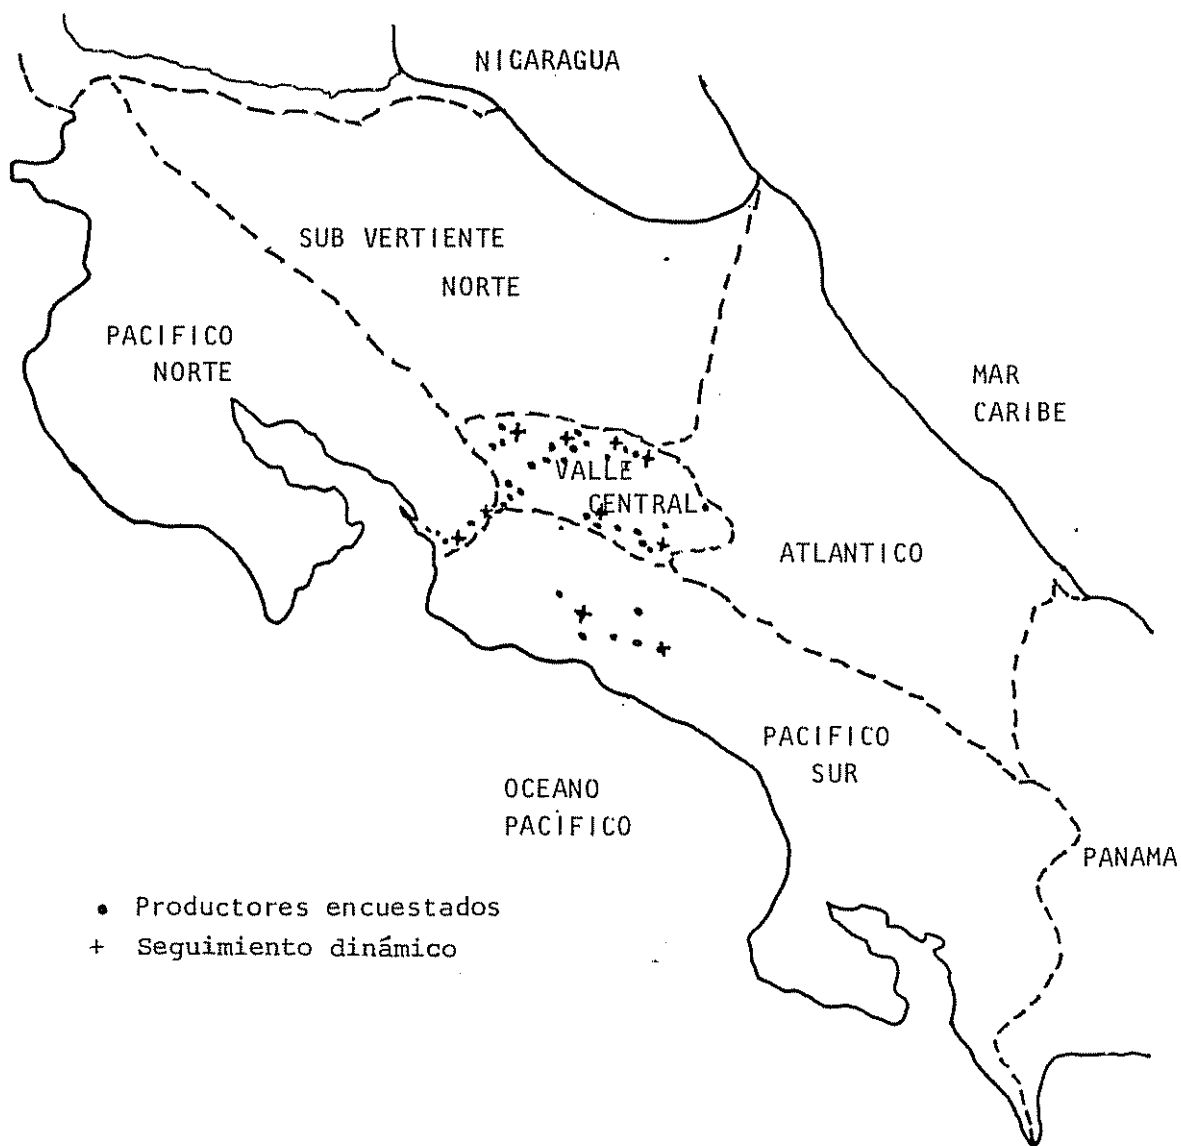 NICARAGUA
SUB VERTIENTE
NORTE
PACIFICO
NORTE
MAR
CARIBE
VALLE
CENTRAL
ATLANTICO
PACIFICO
SUR
OCEANO
PACIFICO
PANAMA
• Productores encuestados
+ Seguimiento dinámico